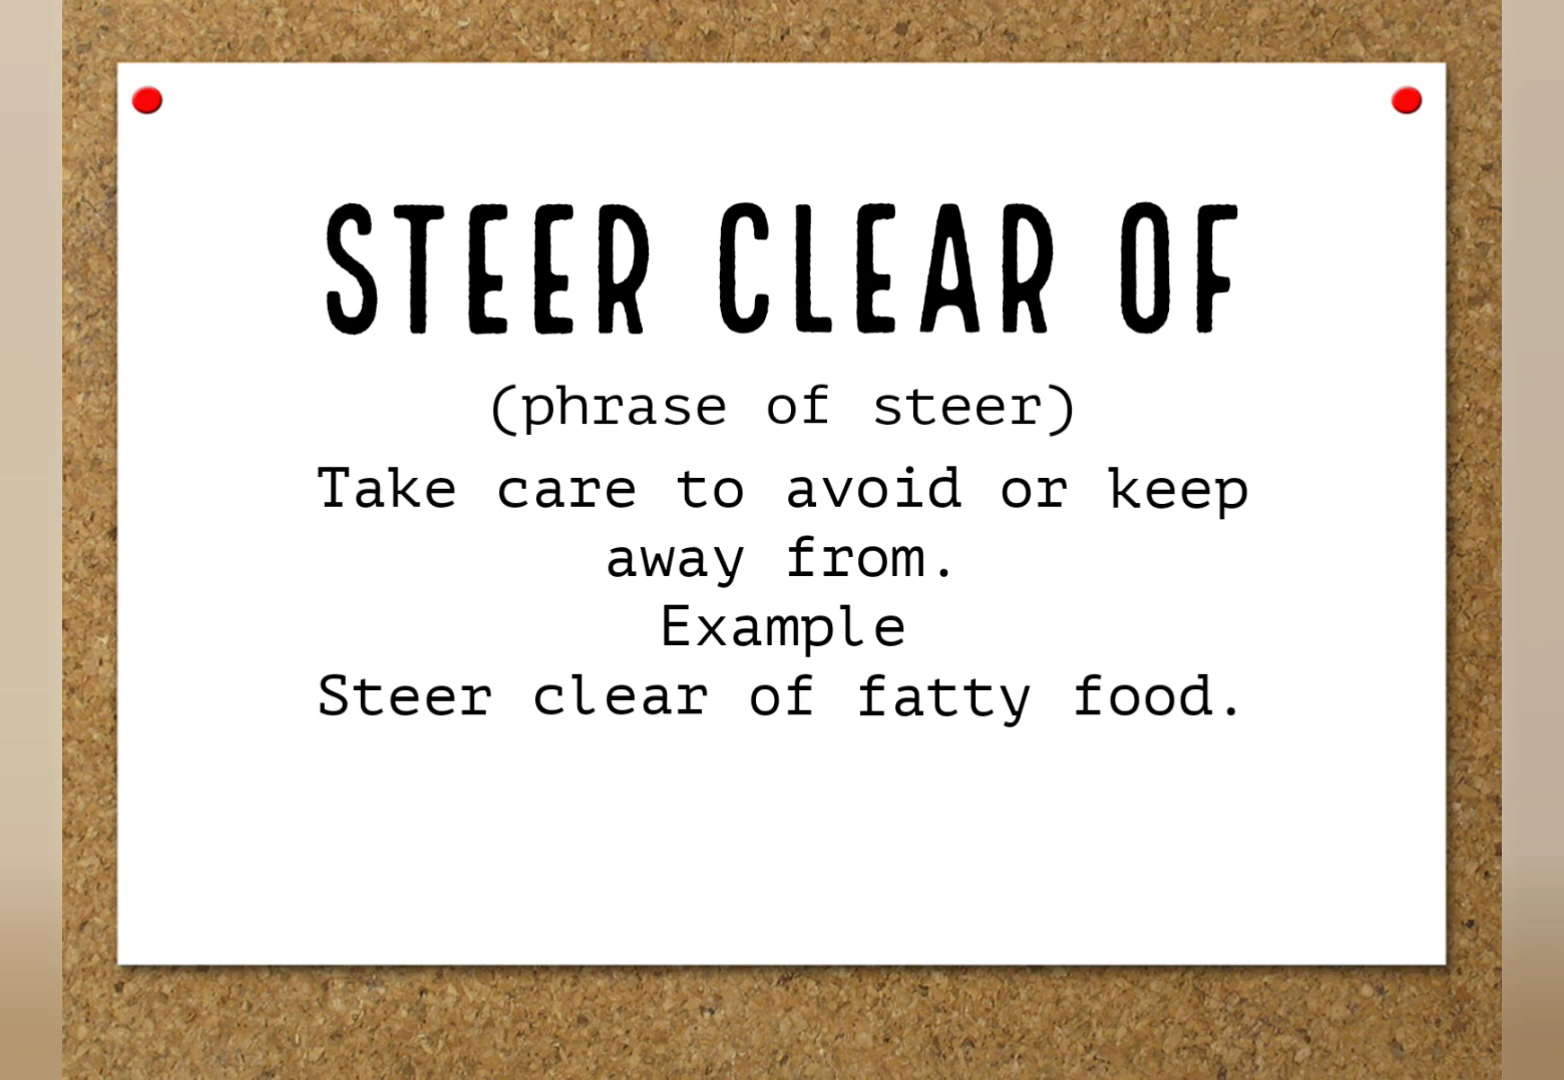 STEER CLEAR OF
(phrase of steer)
Take care to avoid or keep
away from.
Example
Steer clear of fatty food.